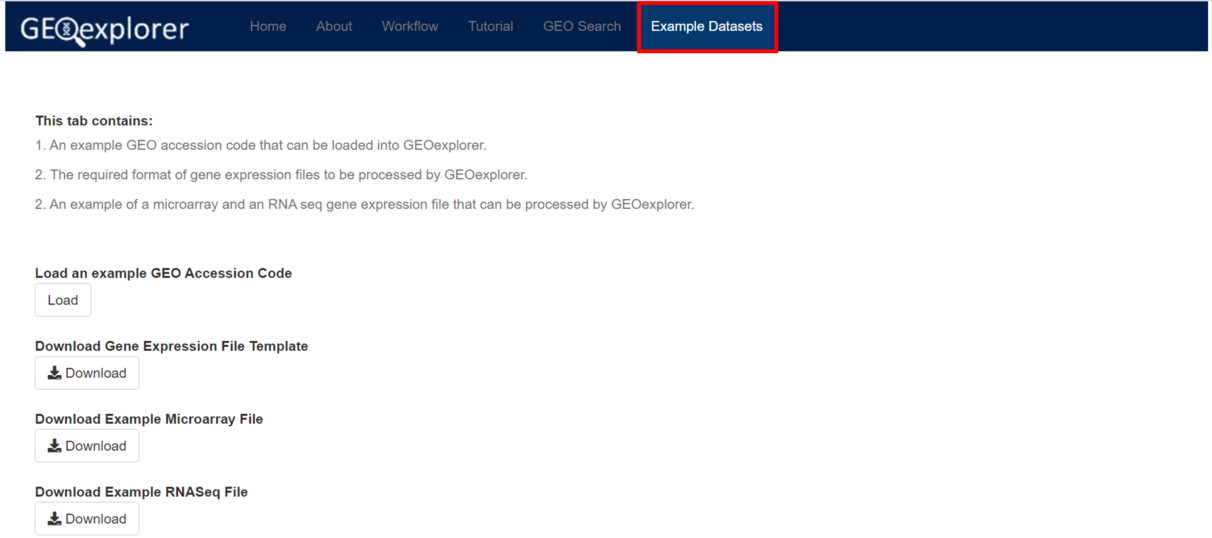 GEOexplorer
Home About Workflow Tutorial GEO Search Example Datasets
This tab contains:
1. An example GEO accession code that can be loaded into GEOexplorer.
2. The required format of gene expression files to be processed by GEOexplorer.
2. An example of a microarray and an RNA seq gene expression file that can be processed by GEOexplorer.
Load an example GEO Accession Code
Load
Download Gene Expression File Template
Download
Download Example Microarray File
Download
Download Example RNASeq File
Download